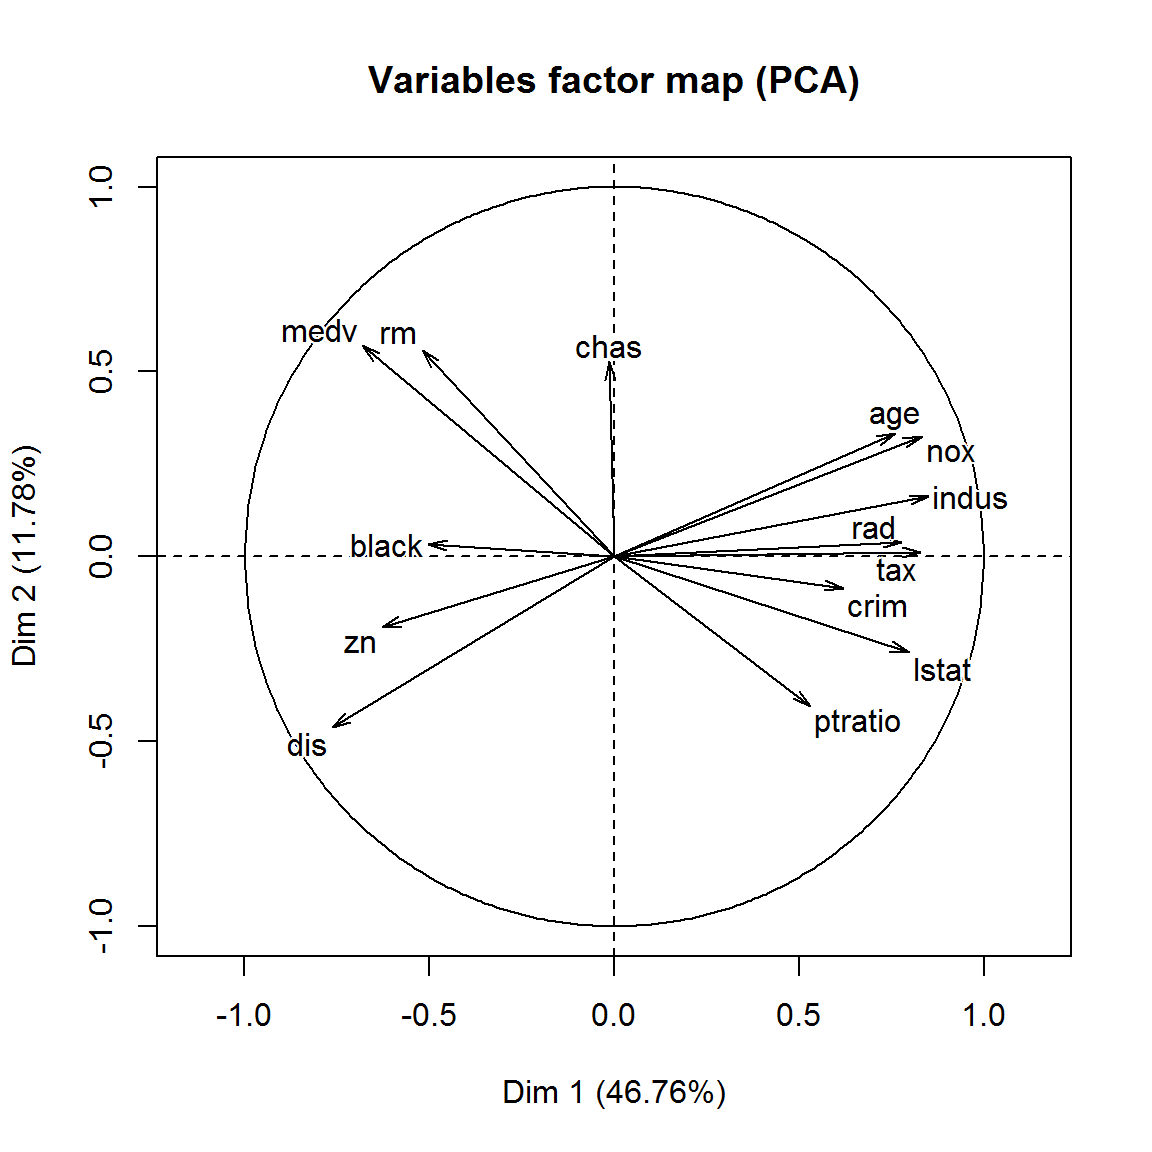 Variables factor map (PCA)
1.0
0.5
0.0
-0.5
-1.0
Dim 2 (11.78%)
medv
rm
chas
age
nox
indus
rad
black
tax
crim
zn
lstat
ptratio
dis
-1.0
-0.5
0.0
0.5
1.0
Dim 1 (46.76%)